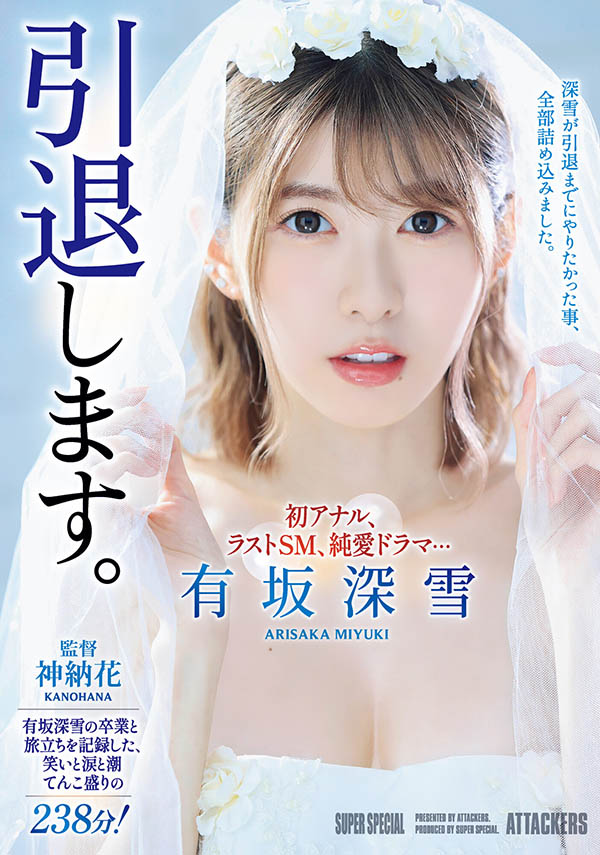 引退します。
深雪が引退までにやりたかった事、
全部詰め込みました。
初アナル、
ラストSM、純愛ドラマ…
有坂深雪
ARISAKA MIYUKI
監督
神納花
KANOHANA
有坂深雪の卒業と
旅立ちを記録した、
笑いと涙と潮
てんこ盛りの
238分!
SUPER SPECIAL
PRESENTED BY ATTACKERS.
PRODUCED BY SUPER SPECIAL.
ATTACKERS